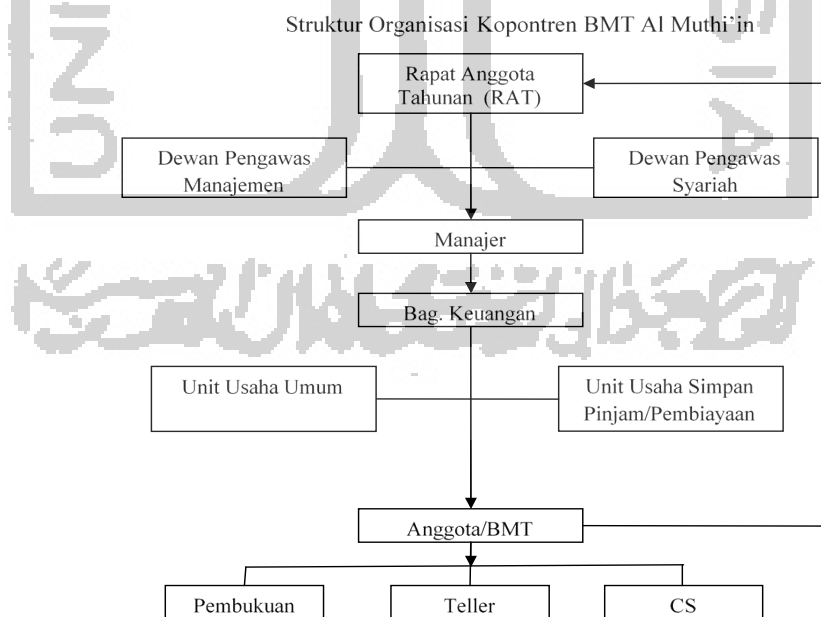 Struktur Organisasi Kopontren BMT Al Muthi'in
Rapat Anggota
Tahunan (RAT)
Dewan Pengawas
Manajemen
Dewan Pengawas
Syariah
Manajer
Bag. Keuangan
Unit Usaha Umum
Unit Usaha Simpan
Pinjam/Pembiayaan
Anggota/BMT
Pembukuan
Teller
CS